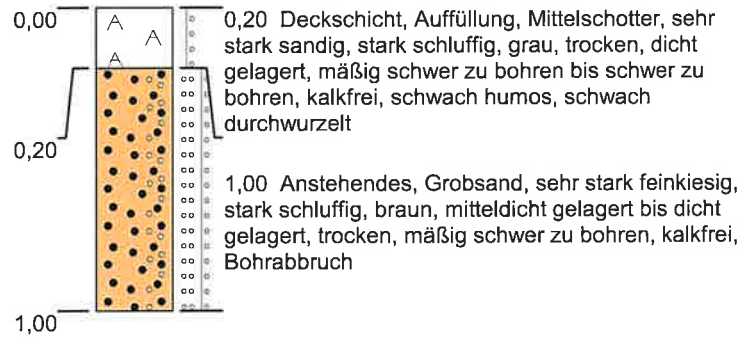 0,00
0,20 Deckschicht, Auffüllung, Mittelschotter, sehr
stark sandig, stark schluffig, grau, trocken, dicht
gelagert, mäßig schwer zu bohren bis schwer zu
bohren, kalkfrei, schwach humos, schwach
durchwurzelt
A
A
A
0,20
1,00 Anstehendes, Grobsand, sehr stark feinkiesig,
stark schluffig, braun, mitteldicht gelagert bis dicht
gelagert, trocken, mäßig schwer zu bohren, kalkfrei,
Bohrabbruch
1,00